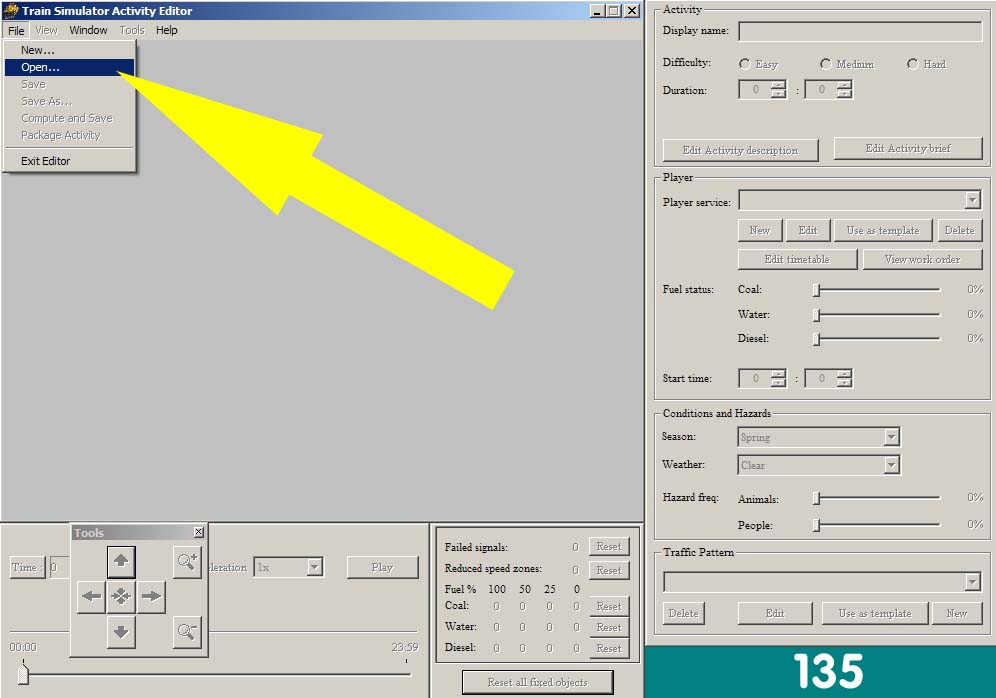 Train Simulator Activity Editor
File View Window Tools Help
New...
Open...
Save
Save As...
Compute and Save
Package Activity
Exit Editor
Activity
Display name:
Difficulty: Easy Medium Hard
Duration: 0 : 0
Edit Activity description Edit Activity brief
Player
Player service:
New Edit Use as template Delete
Edit timetable View work order
Fuel status: Coal: 0%
Water: 0%
Diesel: 0%
Start time: 0 : 0
Conditions and Hazards
Season: Spring
Weather: Clear
Hazard freq: Animals: 0%
People: 0%
Traffic Pattern
Delete Edit Use as template New
Tools
Time : 0 leration 1x Play
00:00 23:59
Failed signals: 0 Reset
Reduced speed zones: 0 Reset
Fuel % 100 50 25 0
Coal: 0 0 0 0 Reset
Water: 0 0 0 0 Reset
Diesel: 0 0 0 0 Reset
Reset all fixed objects
135